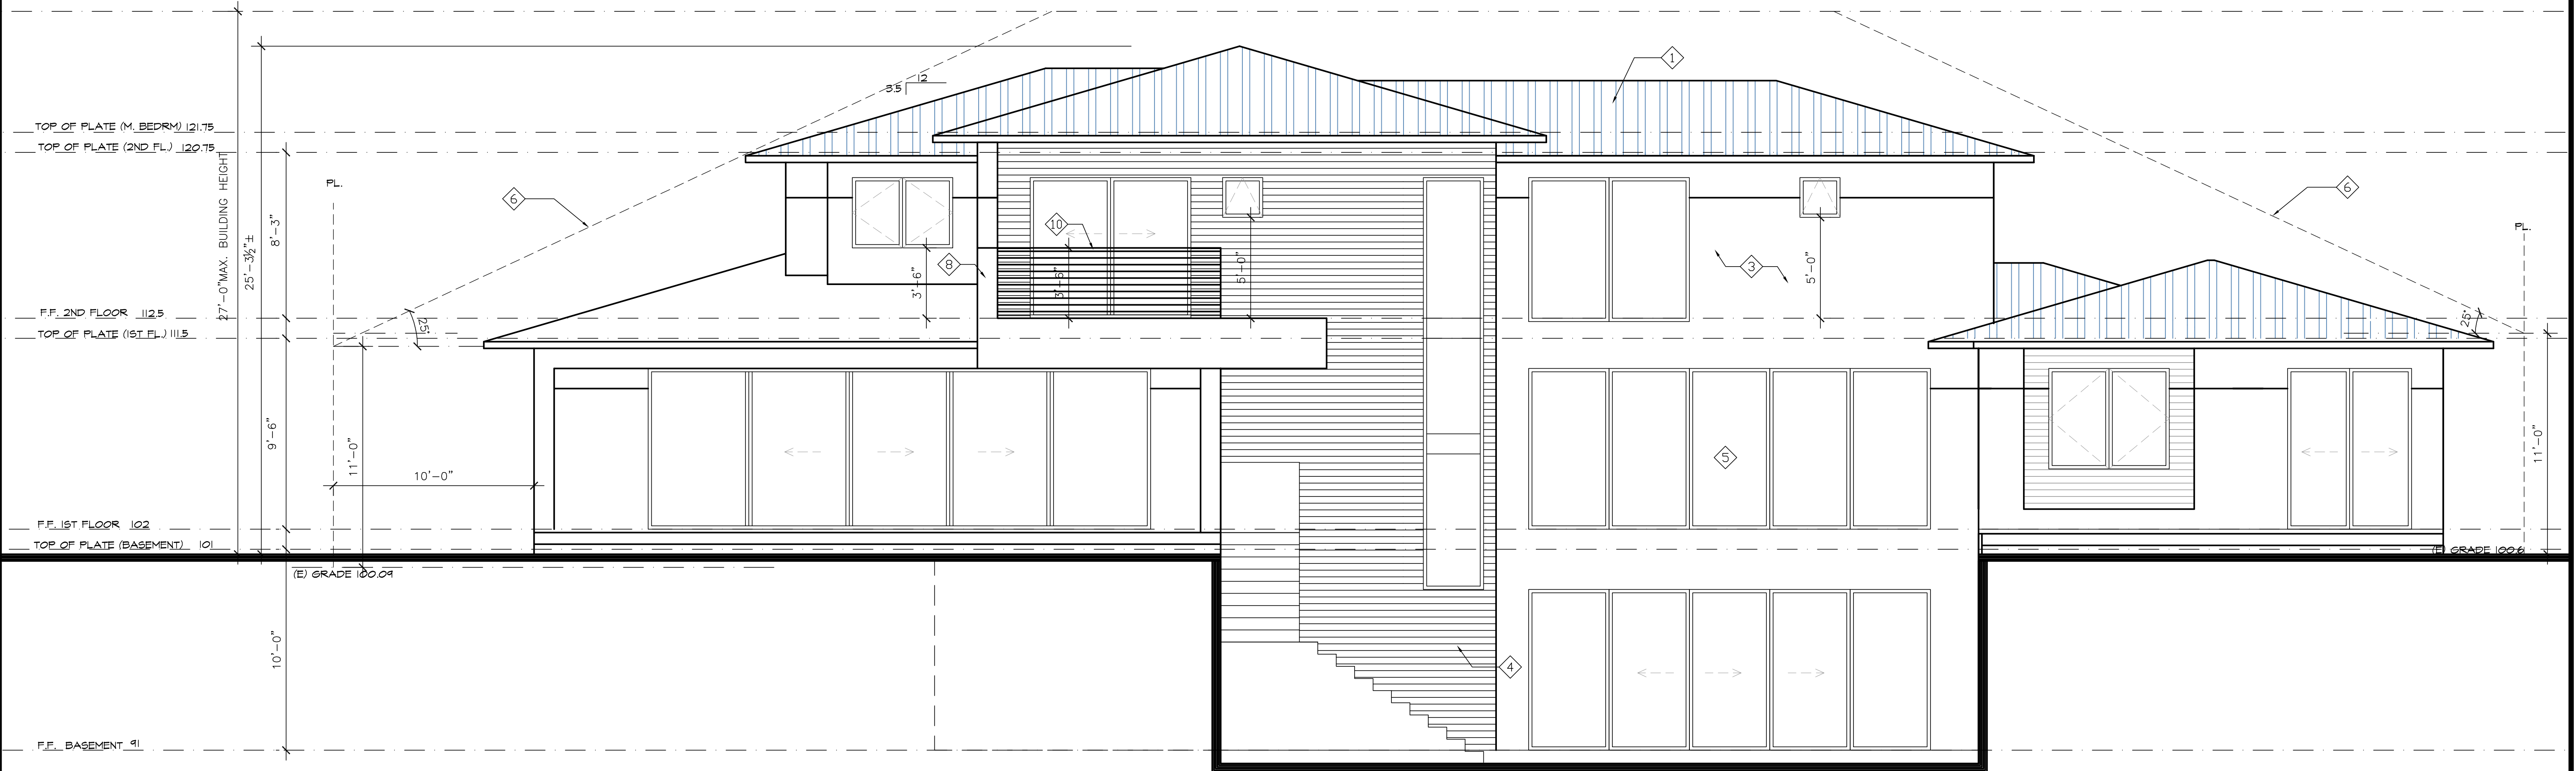 12
3.5
1
TOP OF PLATE (M. BEDRM) 121.75
TOP OF PLATE (2ND FL.) 120.75
27'-0"MAX. BUILDING HEIGHT
25'-3½"±
8'-3"
PL.
6
10
8
3'-6"
3'-6"
5'-0"
3
5'-0"
6
PL.
F.F. 2ND FLOOR 112.5
TOP OF PLATE (1ST FL.) 111.5
25°
25°
9'-6"
11'-0"
10'-0"
5
11'-0"
F.F. 1ST FLOOR 102
TOP OF PLATE (BASEMENT) 101
(E) GRADE 100.09
(E) GRADE 100.6
10'-0"
4
F.F. BASEMENT 91